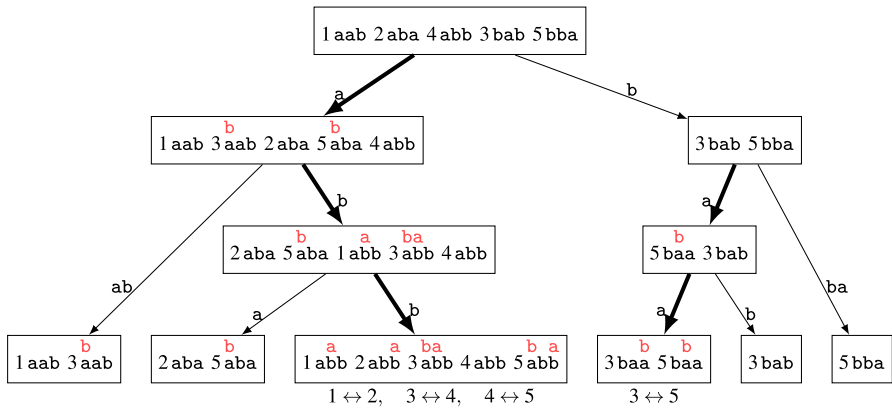 1 aab 2 aba 4 abb 3 bab 5 bba
a
b
b b
1 aab 3 aab 2 aba 5 aba 4 abb
3 bab 5 bba
b
a
b a ba
2 aba 5 aba 1 abb 3 abb 4 abb
b
5 baa 3 bab
ab
a
b
a
b
ba
b
1 aab 3 aab
b
2 aba 5 aba
a a ba b a
1 abb 2 abb 3 abb 4 abb 5 abb
b b
3 baa 5 baa
3 bab
5 bba
1 ↔ 2, 3 ↔ 4, 4 ↔ 5
3 ↔ 5